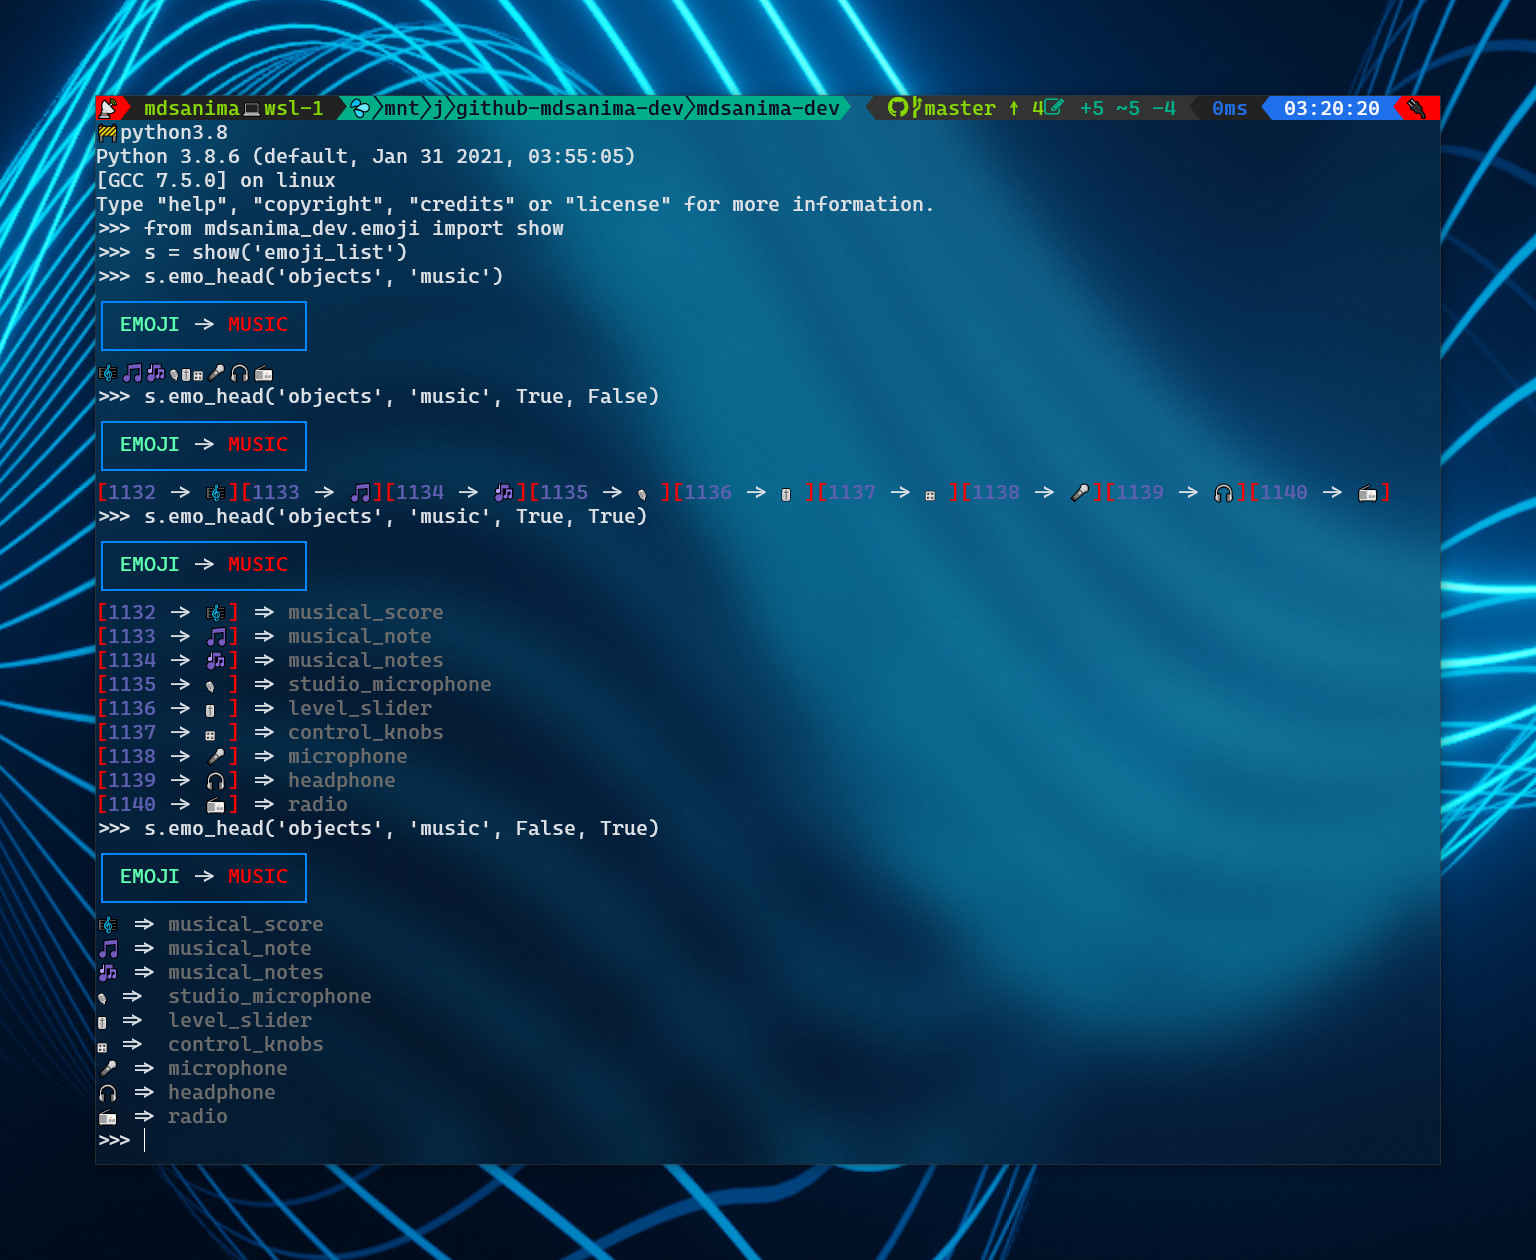 mdsanima💻wsl-1 mnt j github-mdsanima-dev mdsanima-dev master ↑ 4 +5 ~5 -4 0ms 03:20:20
🚧python3.8
Python 3.8.6 (default, Jan 31 2021, 03:55:05)
[GCC 7.5.0] on linux
Type "help", "copyright", "credits" or "license" for more information.
>>> from mdsanima_dev.emoji import show
>>> s = show('emoji_list')
>>> s.emo_head('objects', 'music')
EMOJI -> MUSIC
🎼🎵🎶🎙🎚🎛🎤🎧📻
>>> s.emo_head('objects', 'music', True, False)
EMOJI -> MUSIC
[1132 -> 🎼][1133 -> 🎵][1134 -> 🎶][1135 -> 🎙 ][1136 -> 🎚 ][1137 -> 🎛 ][1138 -> 🎤][1139 -> 🎧][1140 -> 📻]
>>> s.emo_head('objects', 'music', True, True)
EMOJI -> MUSIC
[1132 -> 🎼] => musical_score
[1133 -> 🎵] => musical_note
[1134 -> 🎶] => musical_notes
[1135 -> 🎙 ] => studio_microphone
[1136 -> 🎚 ] => level_slider
[1137 -> 🎛 ] => control_knobs
[1138 -> 🎤] => microphone
[1139 -> 🎧] => headphone
[1140 -> 📻] => radio
>>> s.emo_head('objects', 'music', False, True)
EMOJI -> MUSIC
🎼 => musical_score
🎵 => musical_note
🎶 => musical_notes
🎙 => studio_microphone
🎚 => level_slider
🎛 => control_knobs
🎤 => microphone
🎧 => headphone
📻 => radio
>>>